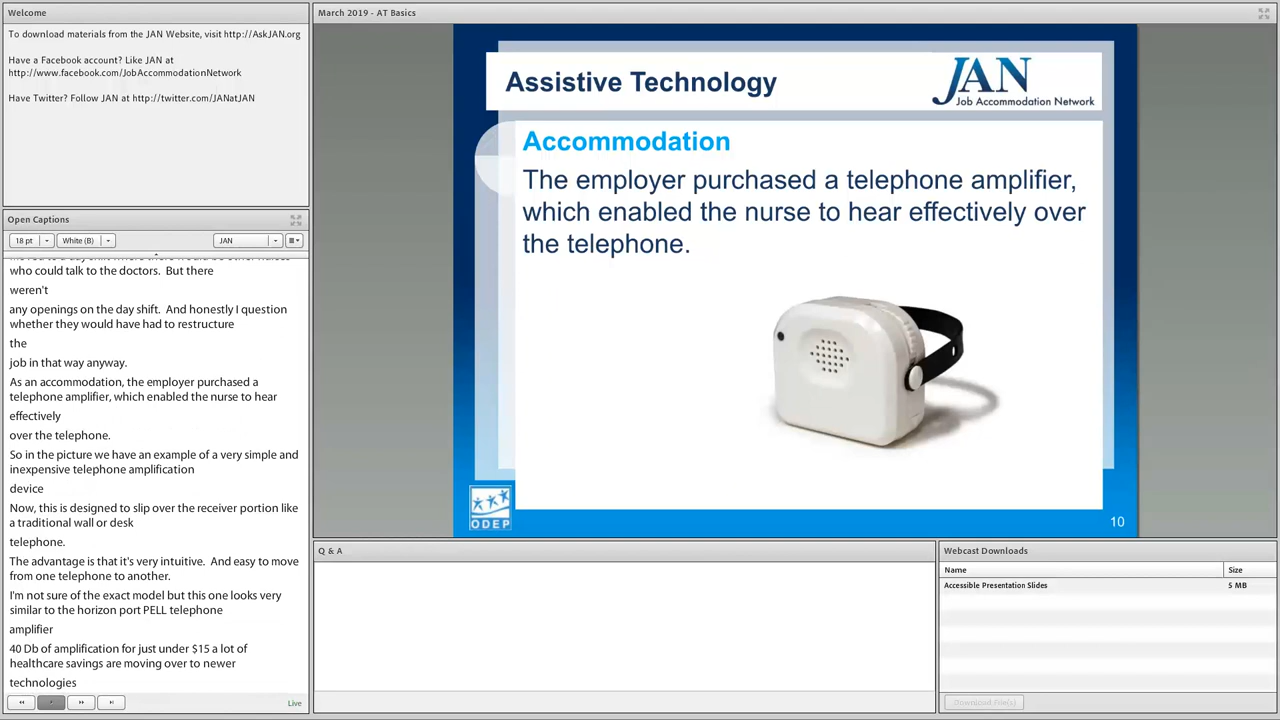 Welcome
To download materials from the JAN Website, visit http://AskJAN.org
Have a Facebook account? Like JAN at
http://www.facebook.com/JobAccommodationNetwork
Have Twitter? Follow JAN at http://twitter.com/JANatJAN
Open Captions
18 pt
White (B)
JAN
who could talk to the doctors. But there
weren't
any openings on the day shift. And honestly I question
whether they would have had to restructure
the
job in that way anyway.
As an accommodation, the employer purchased a
telephone amplifier, which enabled the nurse to hear
effectively
over the telephone.
So in the picture we have an example of a very simple and
inexpensive telephone amplification
device
Now, this is designed to slip over the receiver portion like
a traditional wall or desk
telephone.
The advantage is that it's very intuitive. And easy to move
from one telephone to another.
I'm not sure of the exact model but this one looks very
similar to the horizon port PELL telephone
amplifier
40 Db of amplification for just under $15 a lot of
healthcare savings are moving over to newer
technologies
Live
March 2019 - AT Basics
Assistive Technology
JAN
Job Accommodation Network
Accommodation
The employer purchased a telephone amplifier,
which enabled the nurse to hear effectively over
the telephone.
ODEP
10
Q & A
Webcast Downloads
Name
Size
Accessible Presentation Slides
5 MB
Download File(s)